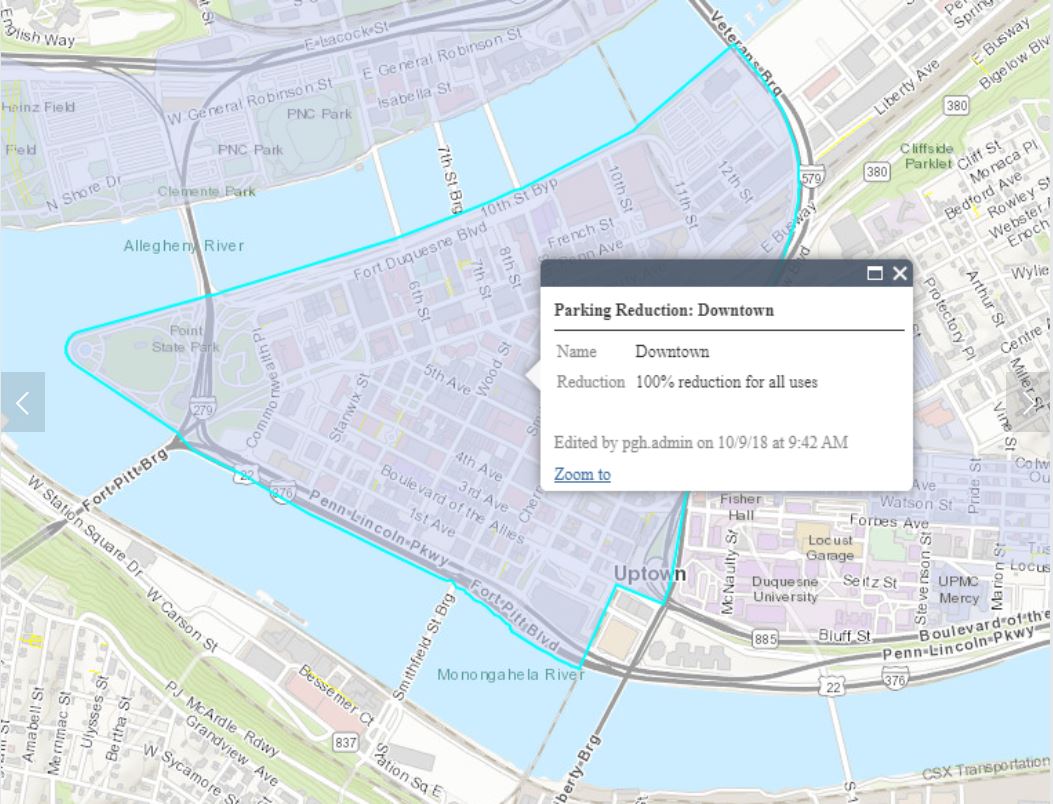 English Way
E Lacock St
E General Robinson St
Isabella St
W General Robinson St
PNC Park
Heinz Field
Field
PNC Park
N Shore Dr
Clemente Park
Allegheny River
7th St Brg
10th St Byp
Veterans Brg
Liberty Ave
E Busway
Bigelow Blv
380
380
579
Cliffside
Parklet
Cliff St
Monaca Pl
Bedford Ave
Rowley St
Webster
Enoch
Wylie
Protectory Pl
Arthur St
Centre
Miller St
Vine St
E Busway
12th St
11th St
10th St
French St
Penn Ave
Fort Duquesne Blvd
8th St
7th St
6th St
Point
State Park
279
Commonwealth Pl
Stanwix St
5th Ave
Wood St
4th Ave
3rd Ave
Boulevard of the Allies
1st Ave
Fort Pitt Brg
22
376
Penn Lincoln Pkwy
Fort Pitt Blvd
Parking Reduction: Downtown
Name Downtown
Reduction 100% reduction for all uses
Edited by pgh.admin on 10/9/18 at 9:42 AM
Zoom to
Fisher
Hall
Watson St
Pride St
Forbes Ave
Locust
Garage
Uptown
McNaulty St
Duquesne
University
Seitz St
Stevenson St
UPMC
Mercy
Marion St
Locus
885
Bluff St
Boulevard of the
Penn Lincoln Pkwy
22
376
Monongahela River
Smithfield St Brg
W Station Square Dr
W Carson St
Bessemer Ct
PJ McArdle Rdwy
Grandview Ave
W Sycamore St
837
Station Sq E
Amabell St
Merrimac St
Ulysses St
Bertha St
iberty Brg
S 1
CSX Transportation